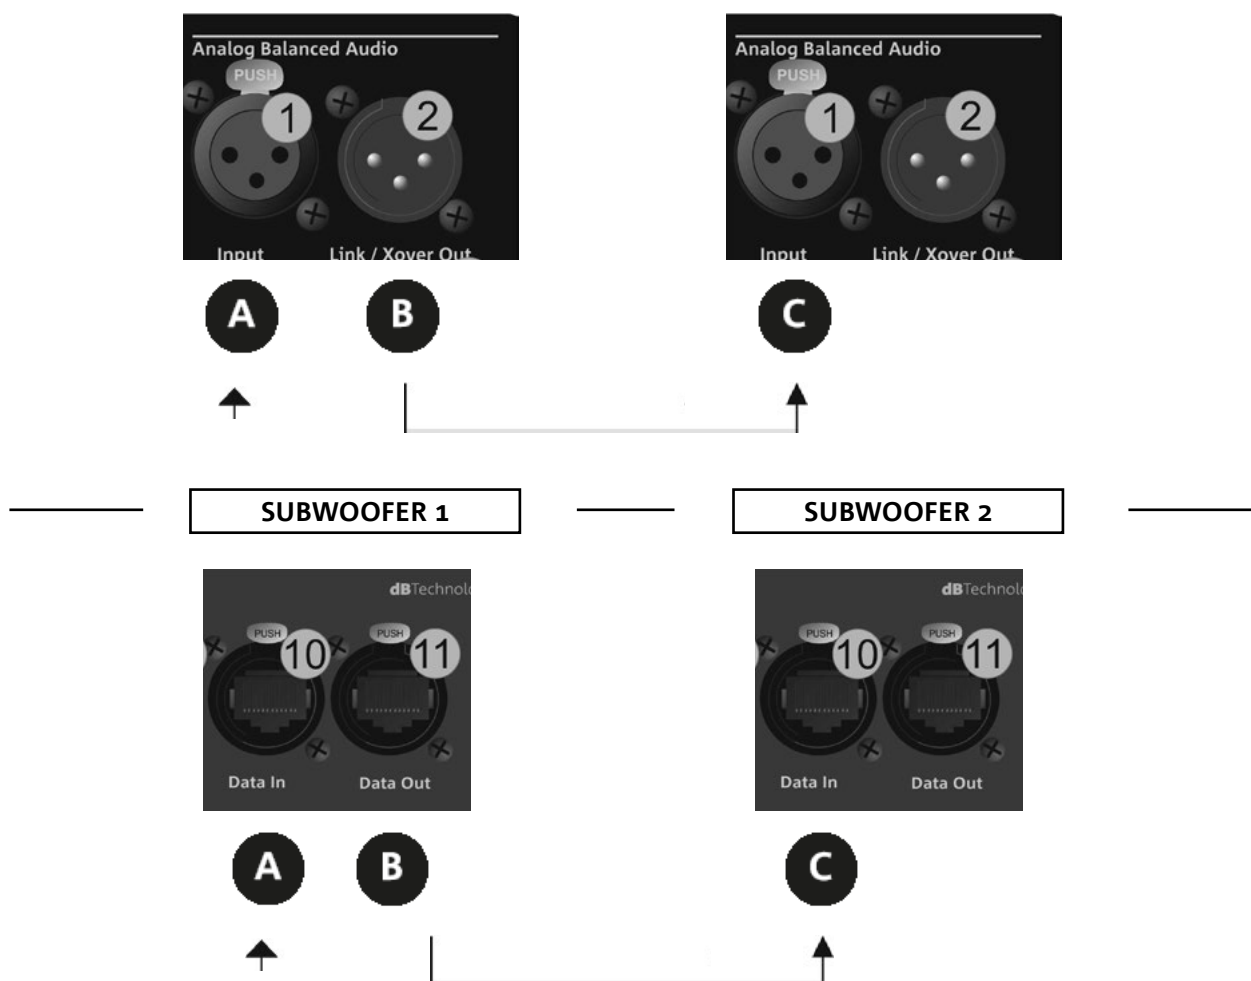 Analog Balanced Audio Analog Balanced Audio
PUSH PUSH
1 2 1 2
Input Link / Xover Out Input Link / Xover Out
A B C
SUBWOOFER 1 SUBWOOFER 2
dBTechnol dBTechnol
PUSH PUSH PUSH PUSH
10 11 10 11
Data In Data Out Data In Data Out
A B C